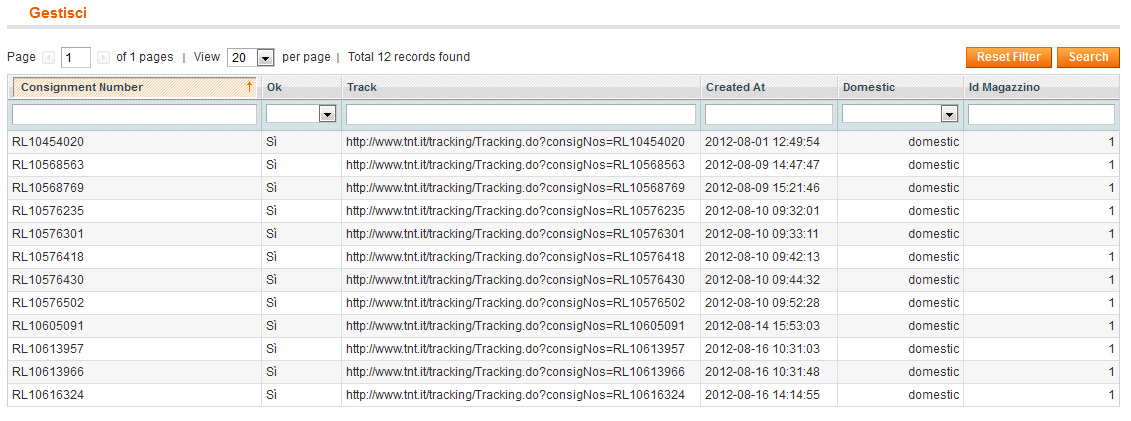 Gestisci
Page 1 of 1 pages | View 20 per page | Total 12 records found Reset Filter Search
Consignment Number Ok Track Created At Domestic Id Magazzino
RL10454020 Sì http://www.tnt.it/tracking/Tracking.do?consigNos=RL10454020 2012-08-01 12:49:54 domestic 1
RL10568563 Sì http://www.tnt.it/tracking/Tracking.do?consigNos=RL10568563 2012-08-09 14:47:47 domestic 1
RL10568769 Sì http://www.tnt.it/tracking/Tracking.do?consigNos=RL10568769 2012-08-09 15:21:46 domestic 1
RL10576235 Sì http://www.tnt.it/tracking/Tracking.do?consigNos=RL10576235 2012-08-10 09:32:01 domestic 1
RL10576301 Sì http://www.tnt.it/tracking/Tracking.do?consigNos=RL10576301 2012-08-10 09:33:11 domestic 1
RL10576418 Sì http://www.tnt.it/tracking/Tracking.do?consigNos=RL10576418 2012-08-10 09:42:13 domestic 1
RL10576430 Sì http://www.tnt.it/tracking/Tracking.do?consigNos=RL10576430 2012-08-10 09:44:32 domestic 1
RL10576502 Sì http://www.tnt.it/tracking/Tracking.do?consigNos=RL10576502 2012-08-10 09:52:28 domestic 1
RL10605091 Sì http://www.tnt.it/tracking/Tracking.do?consigNos=RL10605091 2012-08-14 15:53:03 domestic 1
RL10613957 Sì http://www.tnt.it/tracking/Tracking.do?consigNos=RL10613957 2012-08-16 10:31:03 domestic 1
RL10613966 Sì http://www.tnt.it/tracking/Tracking.do?consigNos=RL10613966 2012-08-16 10:31:48 domestic 1
RL10616324 Sì http://www.tnt.it/tracking/Tracking.do?consigNos=RL10616324 2012-08-16 14:14:55 domestic 1